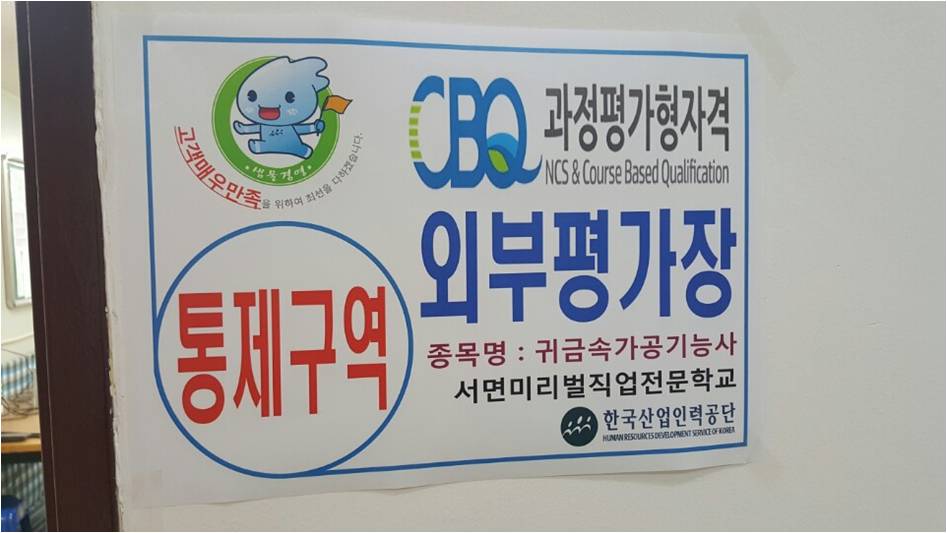 샘물경영
고객매우만족을 위하여 최선을 다하겠습니다.
CBQ
과정평가형자격
NCS & Course Based Qualification
외부평가장
통제구역
종목명 : 귀금속가공기능사
서면미리벌직업전문학교
한국산업인력공단
HUMAN RESOURCES DEVELOPMENT SERVICE OF KOREA